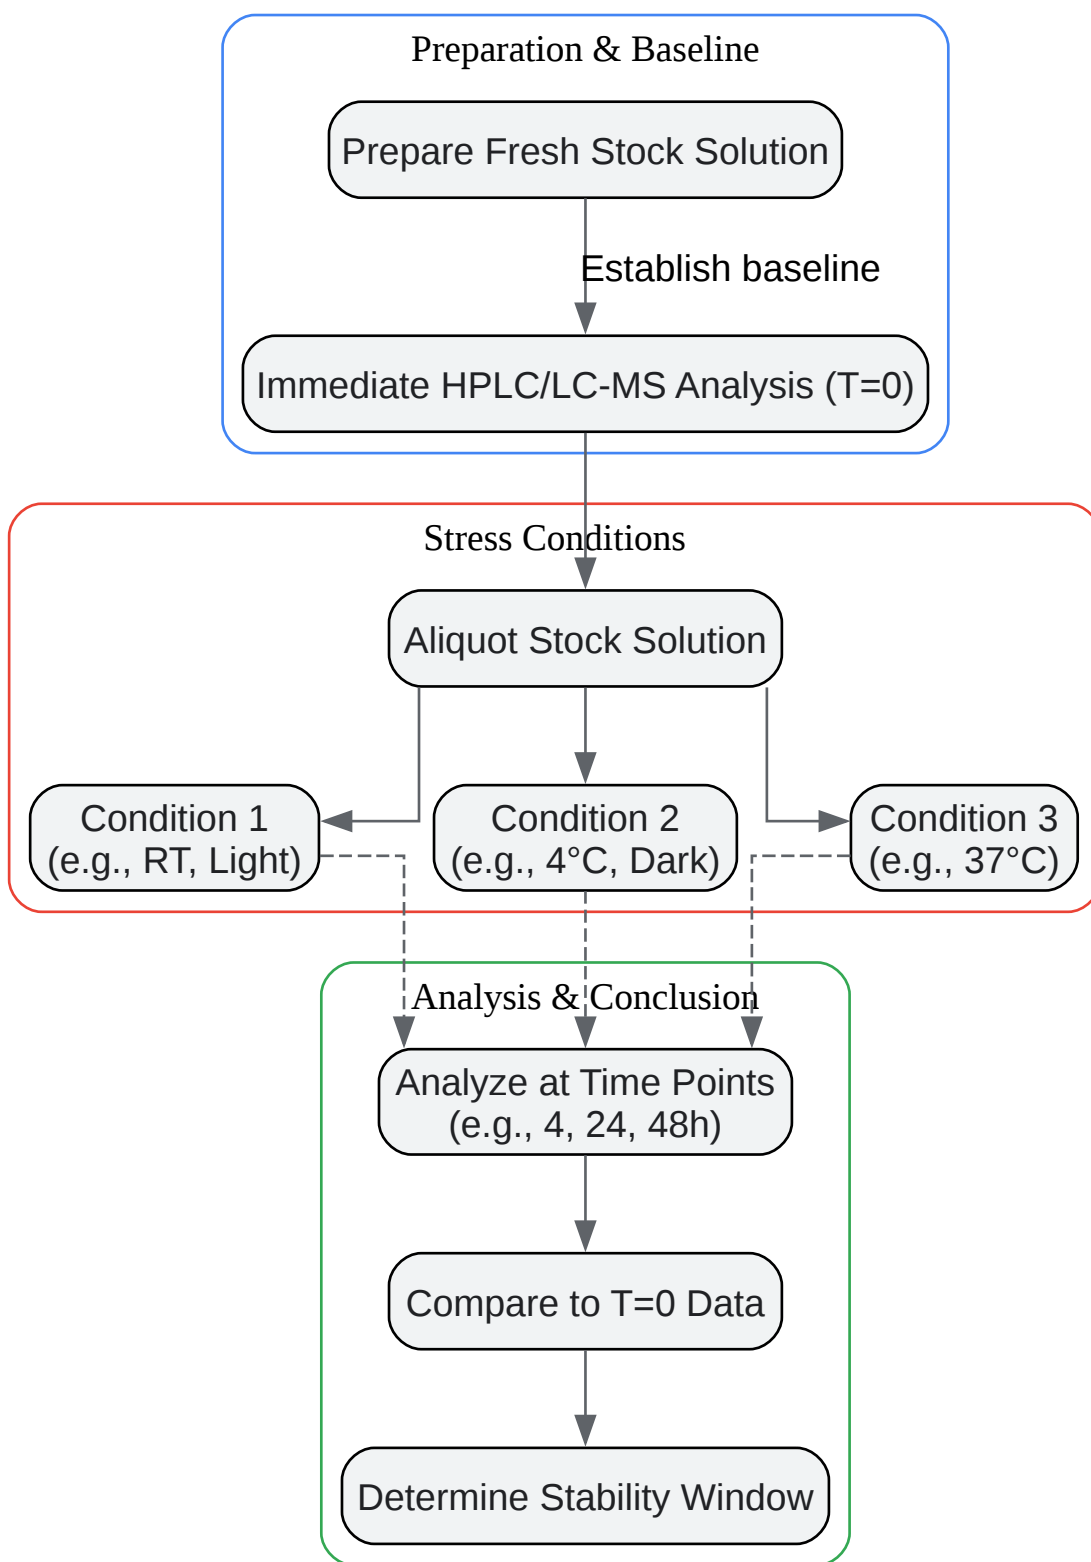 Preparation & Baseline
Prepare Fresh Stock Solution
Establish baseline
Immediate HPLC/LC-MS Analysis (T=0)
Stress Conditions
Aliquot Stock Solution
Condition 1
(e.g., RT, Light)
Condition 2
(e.g., 4°C, Dark)
Condition 3
(e.g., 37°C)
Analysis & Conclusion
Analyze at Time Points
(e.g., 4, 24, 48h)
Compare to T=0 Data
Determine Stability Window